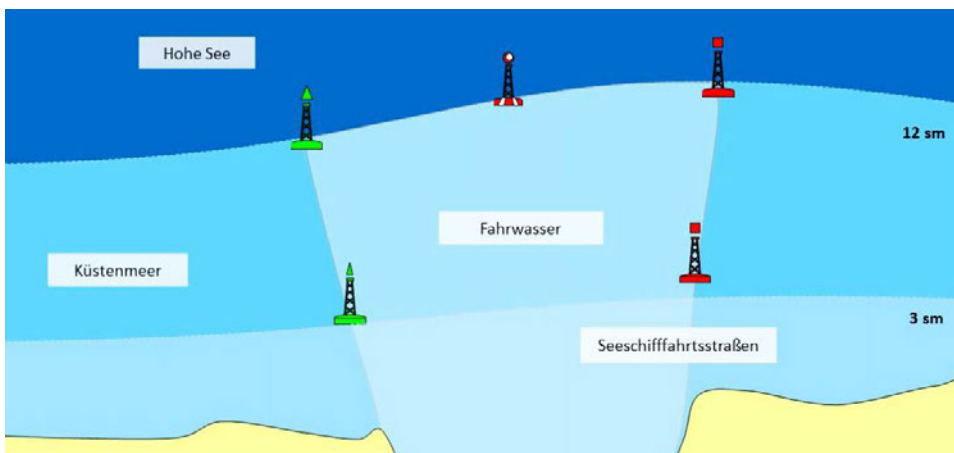 Hohe See
12 sm
Fahrwasser
Küstenmeer
3 sm
Seeschifffahrtsstraßen